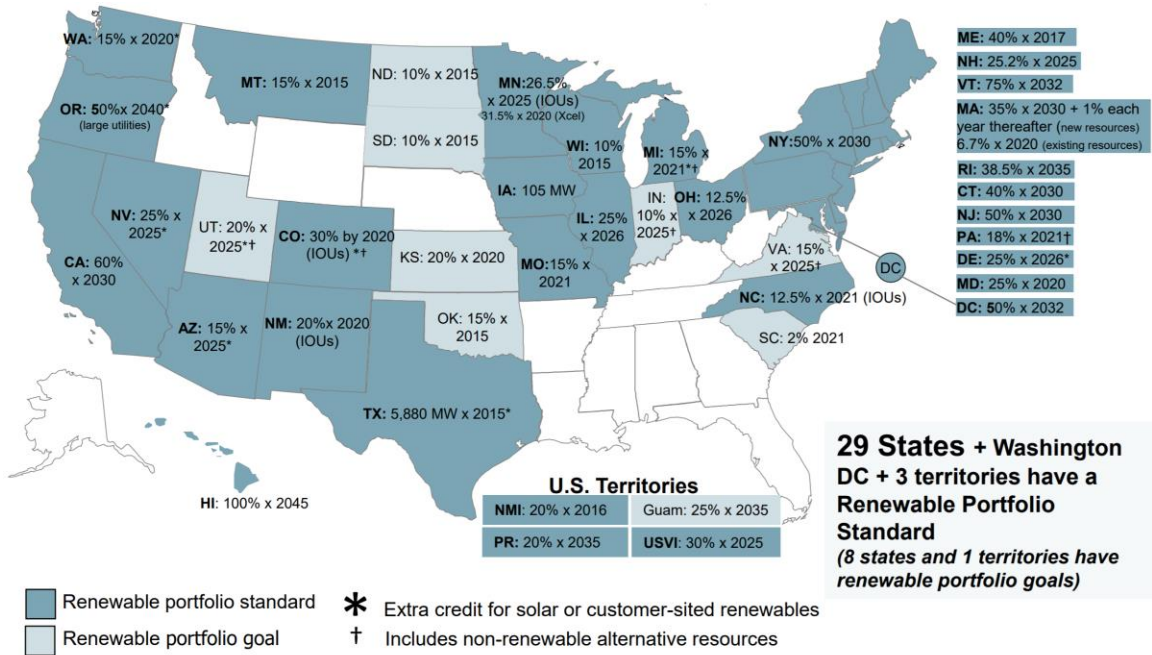 WA: 15% x 2020*
MT: 15% x 2015
ND: 10% x 2015
MN:26.5%
x 2025 (IOUs)
31.5% x 2020 (Xcel)
OR: 50%x 2040*
(large utilities)
SD: 10% x 2015
WI: 10%
2015
MI: 15% x
2021*†
NY:50% x 2030
IA: 105 MW
NV: 25% x
2025*
UT: 20% x
2025*†
CO: 30% by 2020
(IOUs) *†
KS: 20% x 2020
IL: 25%
x 2026
IN:
10% x
2025†
OH: 12.5%
x 2026
CA: 60%
x 2030
MO:15% x
2021
VA: 15%
x 2025†
DC
NC: 12.5% x 2021 (IOUs)
AZ: 15% x
2025*
NM: 20%x 2020
(IOUs)
OK: 15% x
2015
SC: 2% 2021
TX: 5,880 MW x 2015*
HI: 100% x 2045
ME: 40% x 2017
NH: 25.2% x 2025
VT: 75% x 2032
MA: 35% x 2030 + 1% each
year thereafter (new resources)
6.7% x 2020 (existing resources)
RI: 38.5% x 2035
CT: 40% x 2030
NJ: 50% x 2030
PA: 18% x 2021†
DE: 25% x 2026*
MD: 25% x 2020
DC: 50% x 2032
U.S. Territories
NMI: 20% x 2016
Guam: 25% x 2035
PR: 20% x 2035
USVI: 30% x 2025
29 States + Washington
DC + 3 territories have a
Renewable Portfolio
Standard
(8 states and 1 territories have
renewable portfolio goals)
Renewable portfolio standard
Renewable portfolio goal
* Extra credit for solar or customer-sited renewables
† Includes non-renewable alternative resources